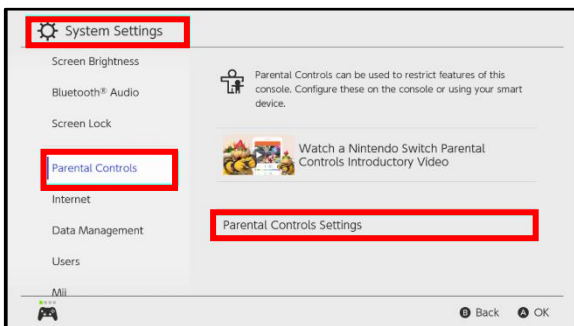 System Settings
Screen Brightness
Bluetooth® Audio
Screen Lock
Parental Controls
Internet
Data Management
Users
Mii
Parental Controls can be used to restrict features of this
console. Configure these on the console or using your smart
device.
Watch a Nintendo Switch Parental
Controls Introductory Video
Parental Controls Settings
B Back A OK